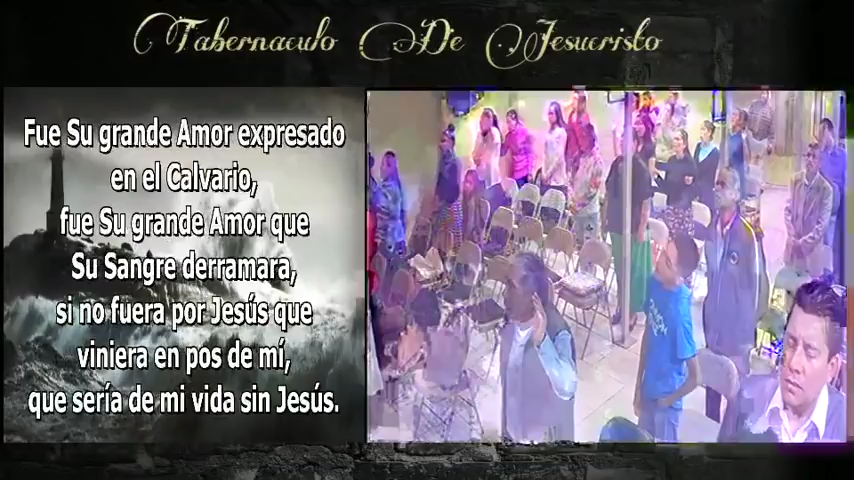 Tabernaculo De Jesucristo
Fue Su grande Amor expresado
en el Calvario,
fue Su grande Amor que
Su Sangre derramara,
si no fuera por Jesús que
viniera en pos de mí,
que sería de mi vida sin Jesús.